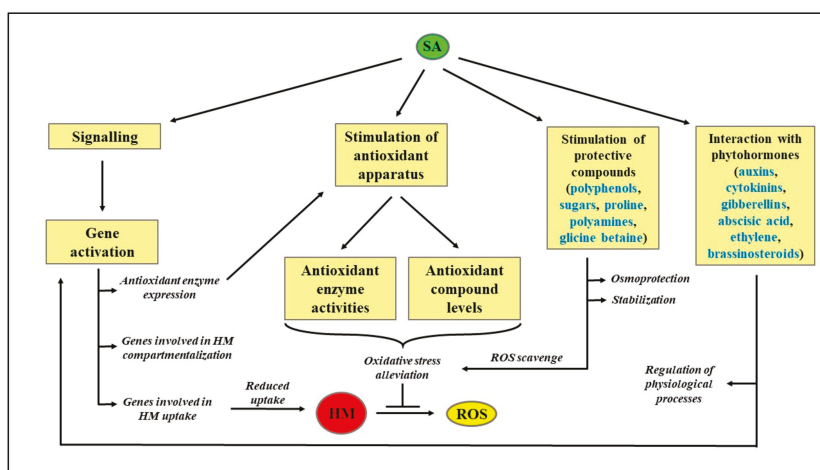 SA
Signalling
Stimulation of
antioxidant
apparatus
Stimulation of
protective
compounds
(polyphenols,
sugars, proline,
polyamines,
glicine betaine)
Interaction with
phytohormones
(auxins,
cytokinins,
gibberellins,
abscisic acid,
ethylene,
brassinosteroids)
Gene
activation
Antioxidant enzyme
expression
Genes involved in HM
compartmentalization
Genes involved in
HM uptake
Antioxidant
enzyme
activities
Antioxidant
compound
levels
Osmoprotection
Stabilization
Oxidative stress
alleviation
ROS scavenge
Regulation of
physiological
processes
Reduced
uptake
HM
ROS